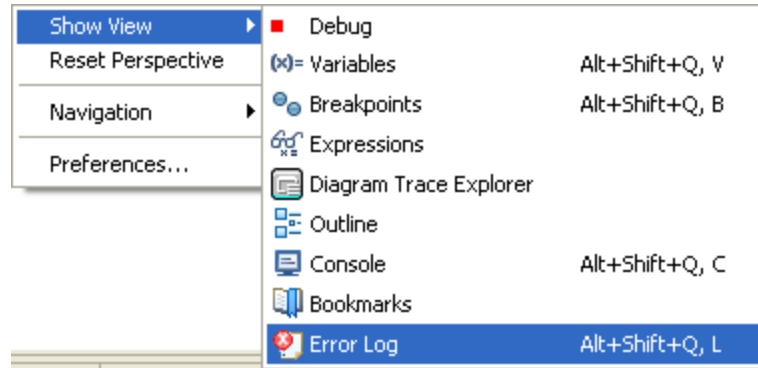 Show View
Reset Perspective
Navigation
Preferences...
Debug
(x)= Variables Alt+Shift+Q, V
Breakpoints Alt+Shift+Q, B
Expressions
Diagram Trace Explorer
Outline
Console Alt+Shift+Q, C
Bookmarks
Error Log Alt+Shift+Q, L